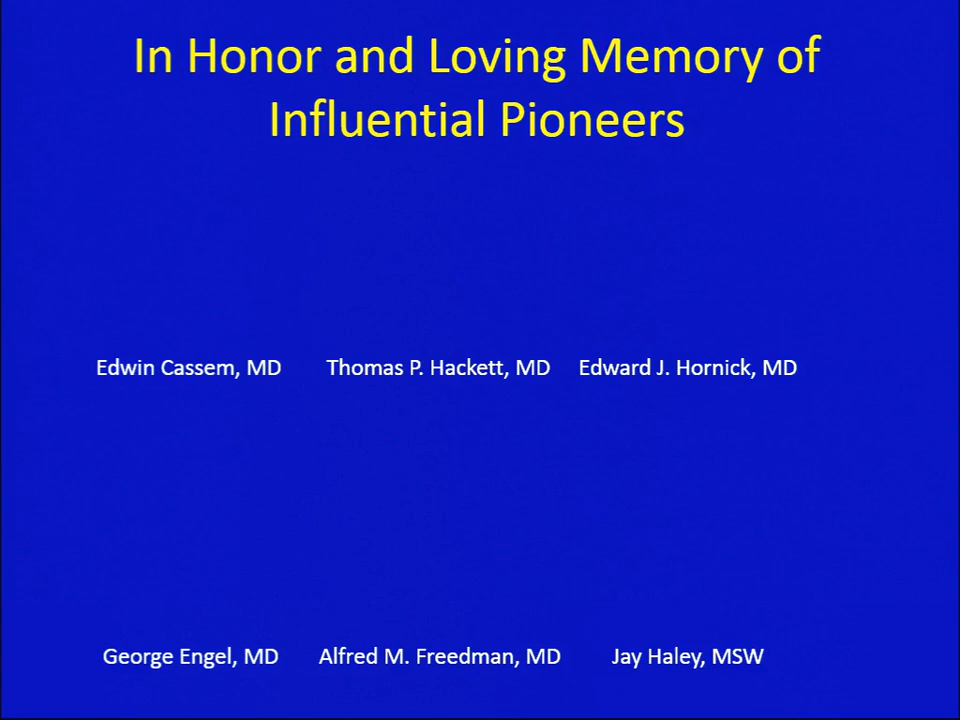 In Honor and Loving Memory of
Influential Pioneers
Edwin Cassem, MD Thomas P. Hackett, MD Edward J. Hornick, MD
George Engel, MD Alfred M. Freedman, MD Jay Haley, MSW